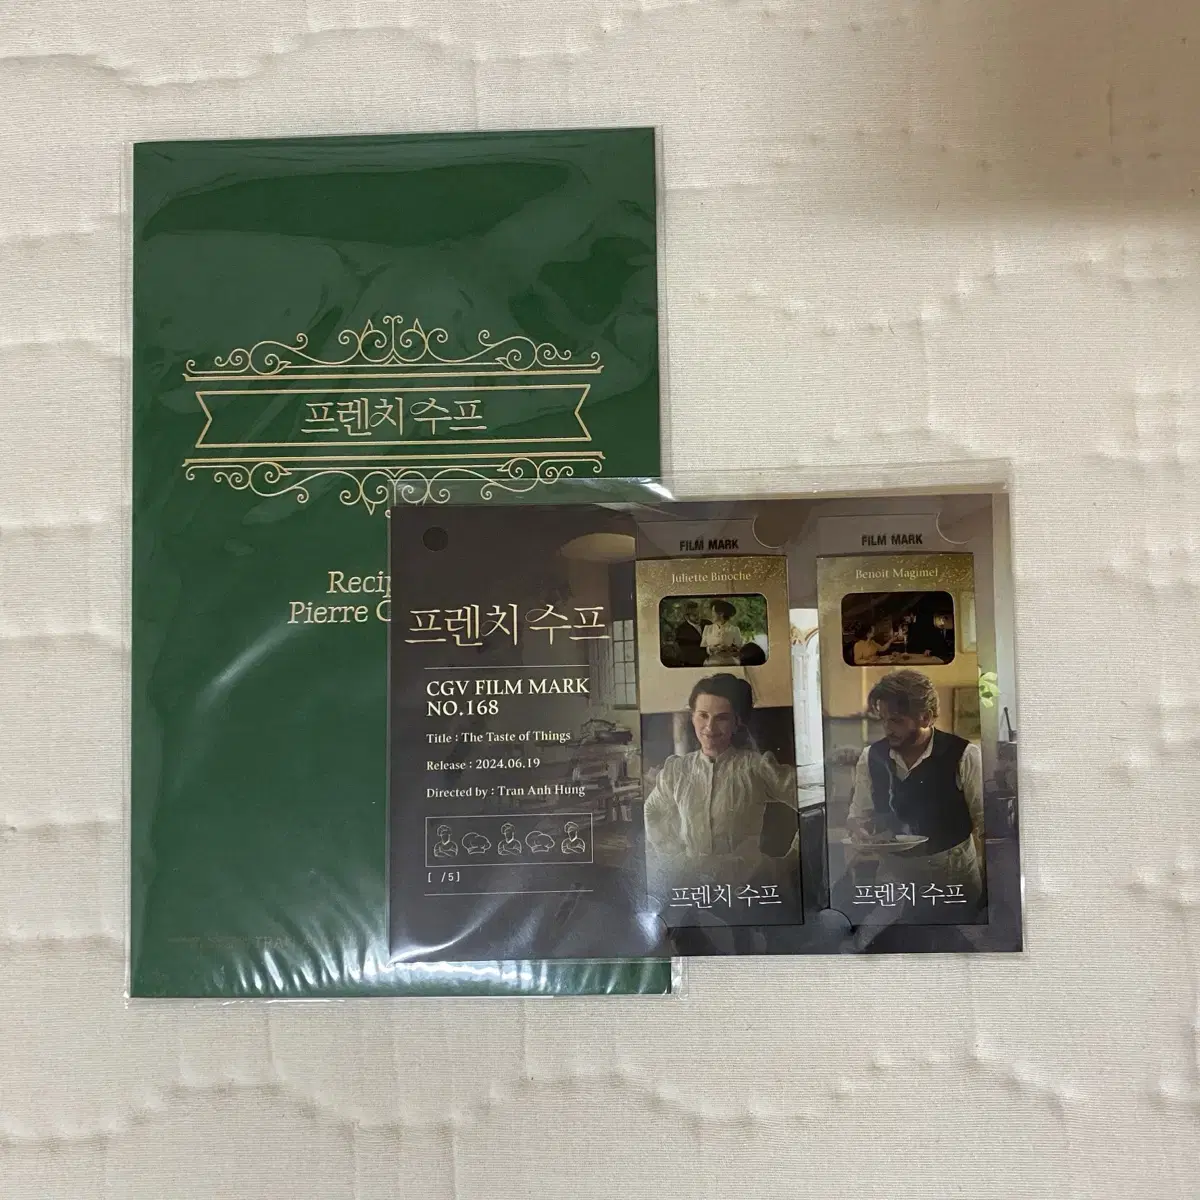 프렌치 수프
Pierre
프렌치 수프
CGV FILM MARK
NO.168
Title : The Taste of Things
Release : 2024.06.19
Directed by : Tran Anh Hung
[ /5]
FILM MARK
Juliette Binoche
프렌치 수프
FILM MARK
Benoit Magimel
프렌치 수프